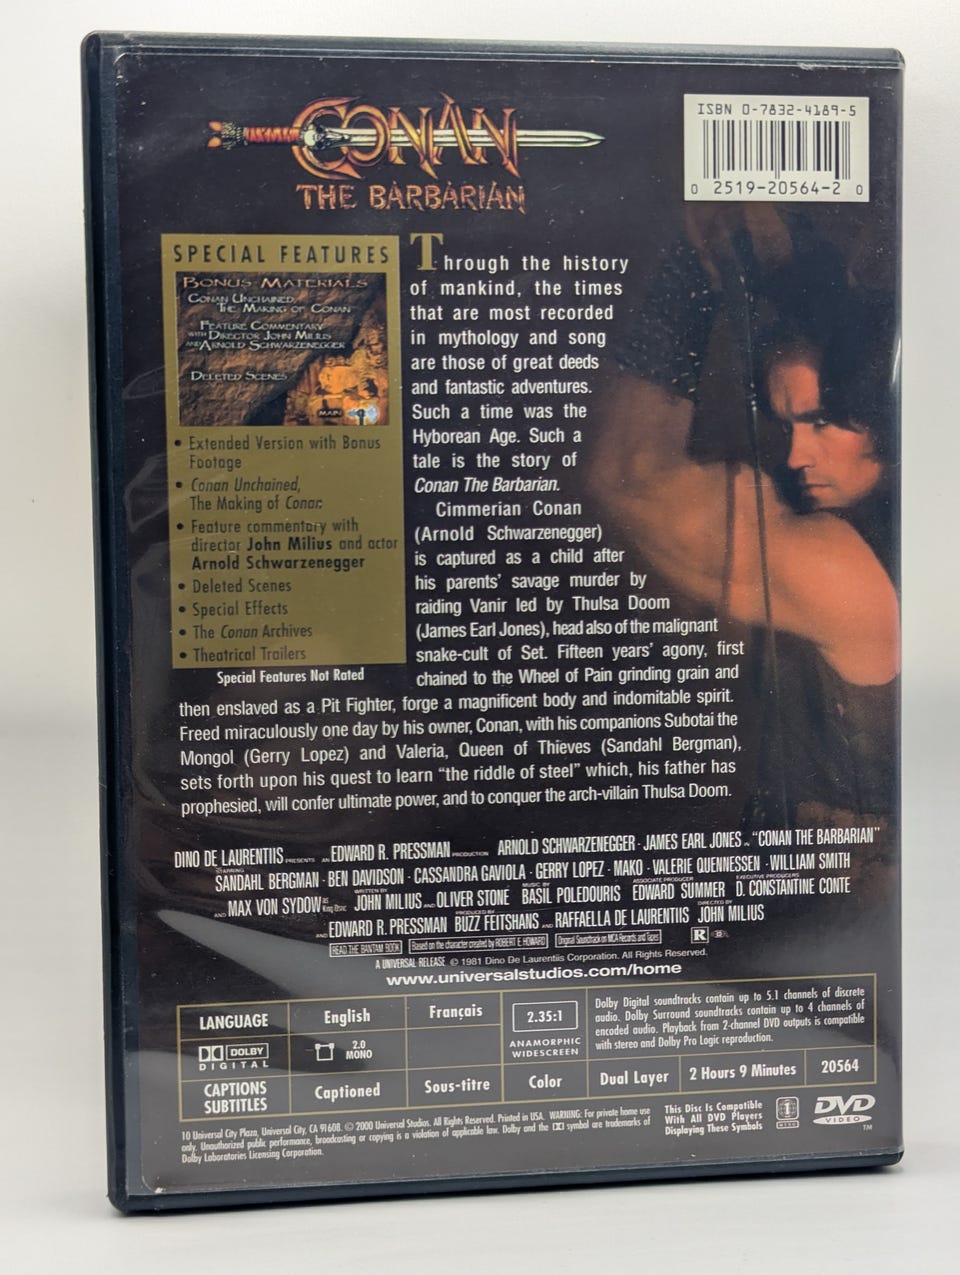 CONAN
THE BARBARIAN
ISBN 0-7832-4189-5
0 2519-20564-2 0
SPECIAL FEATURES
BONUS MATERIALS
CONAN UNCHAINED,
THE MAKING OF CONAN
FEATURE COMMENTARY
WITH DIRECTOR JOHN MILIUS
AND ARNOLD SCHWARZENEGGER
DELETED SCENES
MAIN
• Extended Version with Bonus
Footage
• Conan Unchained,
The Making of Conan
• Feature commentary with
director John Milius and actor
Arnold Schwarzenegger
• Deleted Scenes
• Special Effects
• The Conan Archives
• Theatrical Trailers
Special Features Not Rated
Through the history
of mankind, the times
that are most recorded
in mythology and song
are those of great deeds
and fantastic adventures.
Such a time was the
Hyborean Age. Such a
tale is the story of
Conan The Barbarian.
Cimmerian Conan
(Arnold Schwarzenegger)
is captured as a child after
his parents' savage murder by
raiding Vanir led by Thulsa Doom
(James Earl Jones), head also of the malignant
snake-cult of Set. Fifteen years' agony, first
chained to the Wheel of Pain grinding grain and
then enslaved as a Pit Fighter, forge a magnificent body and indomitable spirit.
Freed miraculously one day by his owner, Conan, with his companions Subotai the
Mongol (Gerry Lopez) and Valeria, Queen of Thieves (Sandahl Bergman),
sets forth upon his quest to learn "the riddle of steel" which, his father has
prophesied, will confer ultimate power, and to conquer the arch-villain Thulsa Doom.
DINO DE LAURENTIIS PRESENTS AN EDWARD R. PRESSMAN PRODUCTION ARNOLD SCHWARZENEGGER · JAMES EARL JONES IN "CONAN THE BARBARIAN"
STARRING SANDAHL BERGMAN · BEN DAVIDSON · CASSANDRA GAVIOLA · GERRY LOPEZ · MAKO · VALERIE QUENNESSEN · WILLIAM SMITH
AND MAX VON SYDOW as King Osric WRITTEN BY JOHN MILIUS AND OLIVER STONE MUSIC BY BASIL POLEDOURIS ASSOCIATE PRODUCER EDWARD SUMMER EXECUTIVE PRODUCERS D. CONSTANTINE CONTE
AND EDWARD R. PRESSMAN PRODUCED BY BUZZ FEITSHANS AND RAFFAELLA DE LAURENTIIS DIRECTED BY JOHN MILIUS
READ THE BANTAM BOOK Based on the character created by ROBERT E. HOWARD Original Soundtrack on MCA Records and Tapes R
A UNIVERSAL RELEASE © 1981 Dino De Laurentiis Corporation. All Rights Reserved.
www.universalstudios.com/home
LANGUAGE English Français
DOLBY DIGITAL 2.0 MONO
CAPTIONS SUBTITLES Captioned Sous-titre
2.35:1
ANAMORPHIC
WIDESCREEN
Dolby Digital soundtracks contain up to 5.1 channels of discrete
audio. Dolby Surround soundtracks contain up to 4 channels of
encoded audio. Playback from 2-channel DVD outputs is compatible
with stereo and Dolby Pro Logic reproduction.
Color Dual Layer 2 Hours 9 Minutes 20564
10 Universal City Plaza, Universal City, CA 91608. © 2000 Universal Studios. All Rights Reserved. Printed in USA. WARNING: For private home use
only. Unauthorized public performance, broadcasting or copying is a violation of applicable law. Dolby and the DD symbol are trademarks of
Dolby Laboratories Licensing Corporation.
This Disc Is Compatible
With All DVD Players
Displaying These Symbols
1
DVD
VIDEO
TM